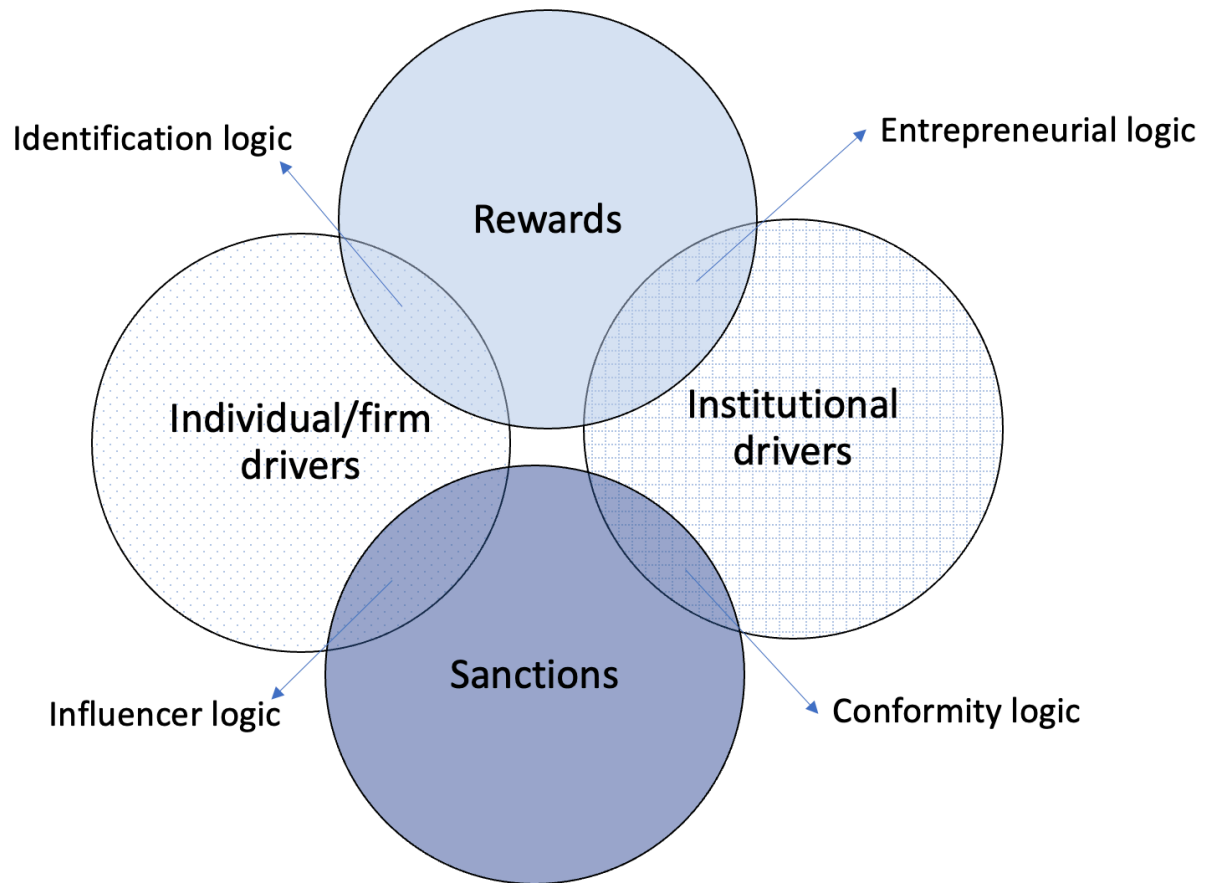 Identification logic
Entrepreneurial logic
Rewards
Individual/firm
drivers
Institutional
drivers
Sanctions
Influencer logic
Conformity logic